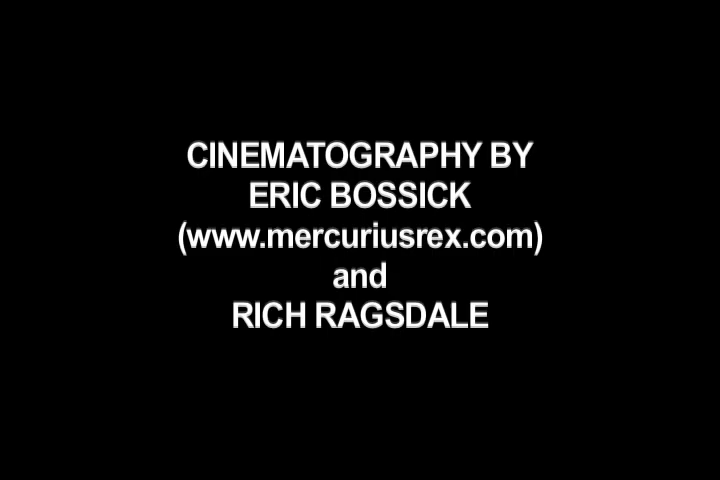 CINEMATOGRAPHY BY
ERIC BOSSICK
(www.mercuriusrex.com)
and
RICH RAGSDALE